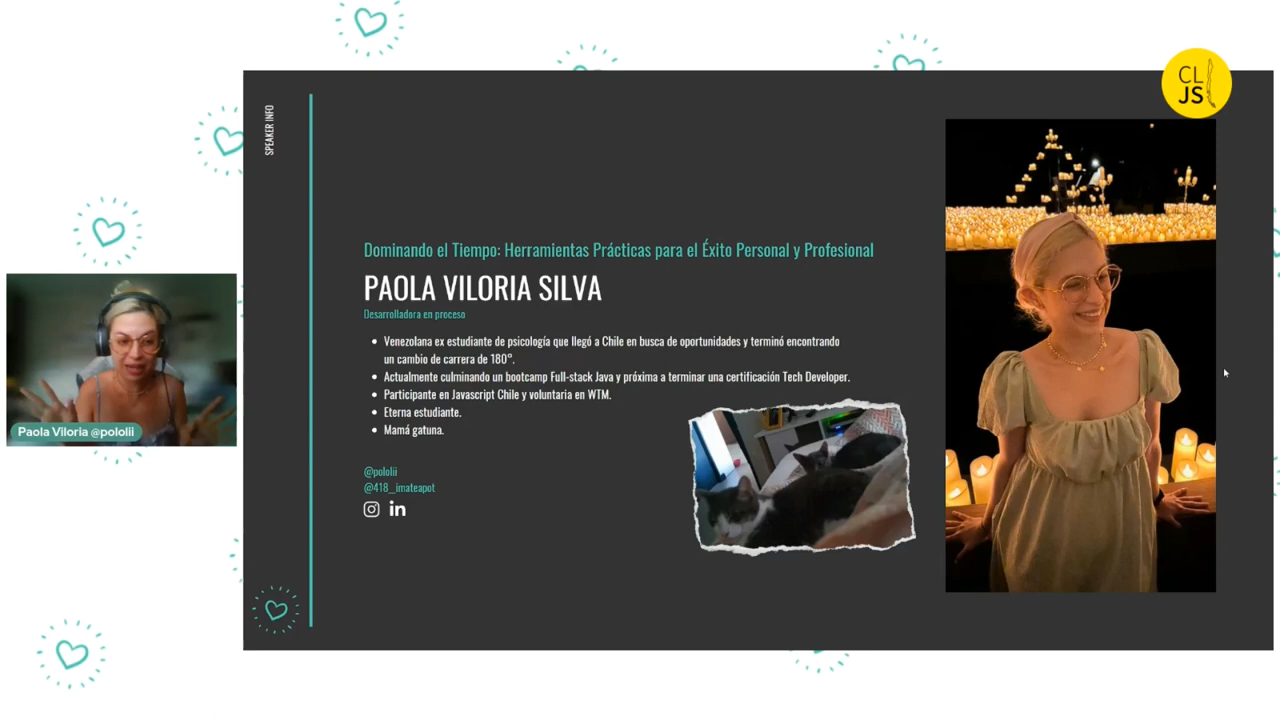 CL
JS
SPEAKER INFO
Dominando el Tiempo: Herramientas Prácticas para el Éxito Personal y Profesional
PAOLA VILORIA SILVA
Desarrolladora en proceso
• Venezolana ex estudiante de psicología que llegó a Chile en busca de oportunidades y terminó encontrando
un cambio de carrera de 180°.
• Actualmente culminando un bootcamp Full-stack Java y próxima a terminar una certificación Tech Developer.
• Participante en Javascript Chile y voluntaria en WTM.
• Eterna estudiante.
• Mamá gatuna.
@pololii
@418_imateapot
in
Paola Viloria @pololii